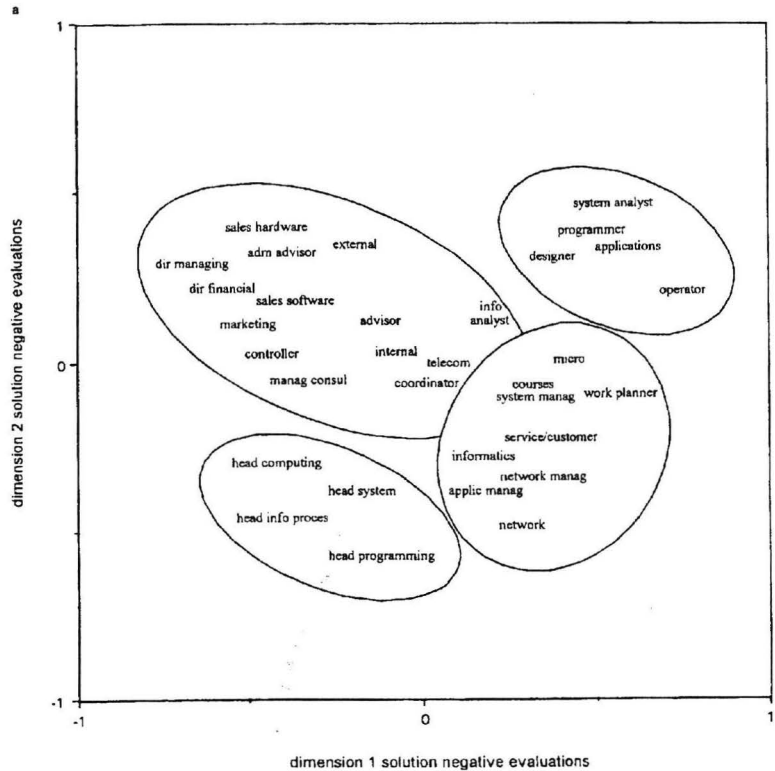 a
1
dimension 2 solution negative evaluations
system analyst
sales hardware
programmer
external
applications
adm advisor
designer
dir managing
dir financial
operator
sales software
info
analyst
marketing
advisor
controller
internal
telecom
micro
0
manag consul
coordinator
courses
system manag
work planner
service/customer
informatics
head computing
network manag
head system
applic manag
head info proces
network
head programming
-1
-1
0
1
dimension 1 solution negative evaluations